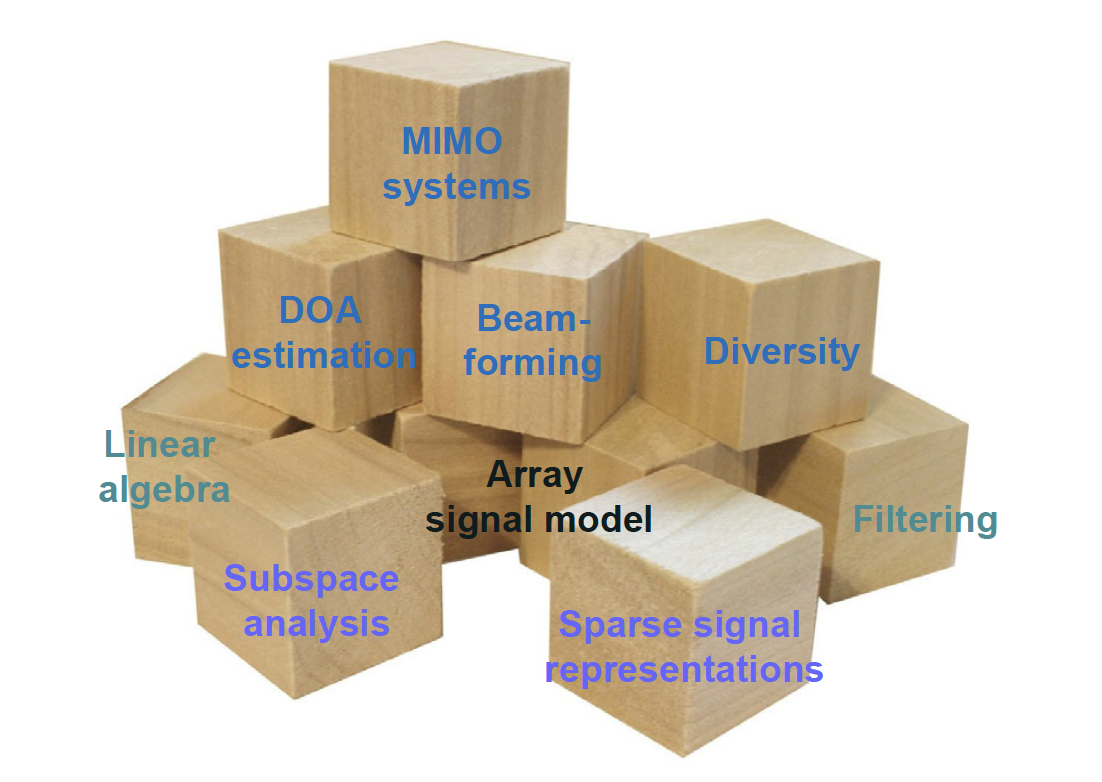 MIMO
systems
DOA
estimation
Beam-
forming
Diversity
Linear
algebra
Array
signal model
Filtering
Subspace
analysis
Sparse signal
representations